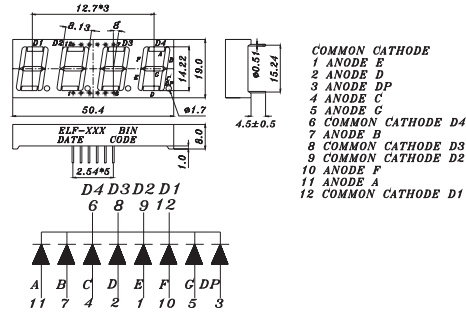 12.7*3
8.13
g
D1 D2 D3 D4
A
F
B
G
E
C
D
14.22
19.0
ø0.51
15.24
50.4
ø1.7
4.5±0.5
ELF-XXX BIN
DATE CODE
8.0
1.0
2.54*5
COMMON CATHODE
1 ANODE E
2 ANODE D
3 ANODE DP
4 ANODE C
5 ANODE G
6 COMMON CATHODE D4
7 ANODE B
8 COMMON CATHODE D3
9 COMMON CATHODE D2
10 ANODE F
11 ANODE A
12 COMMON CATHODE D1
D4 D3 D2 D1
6 8 9 12
A B C D E F G DP
11 7 4 2 1 10 5 3